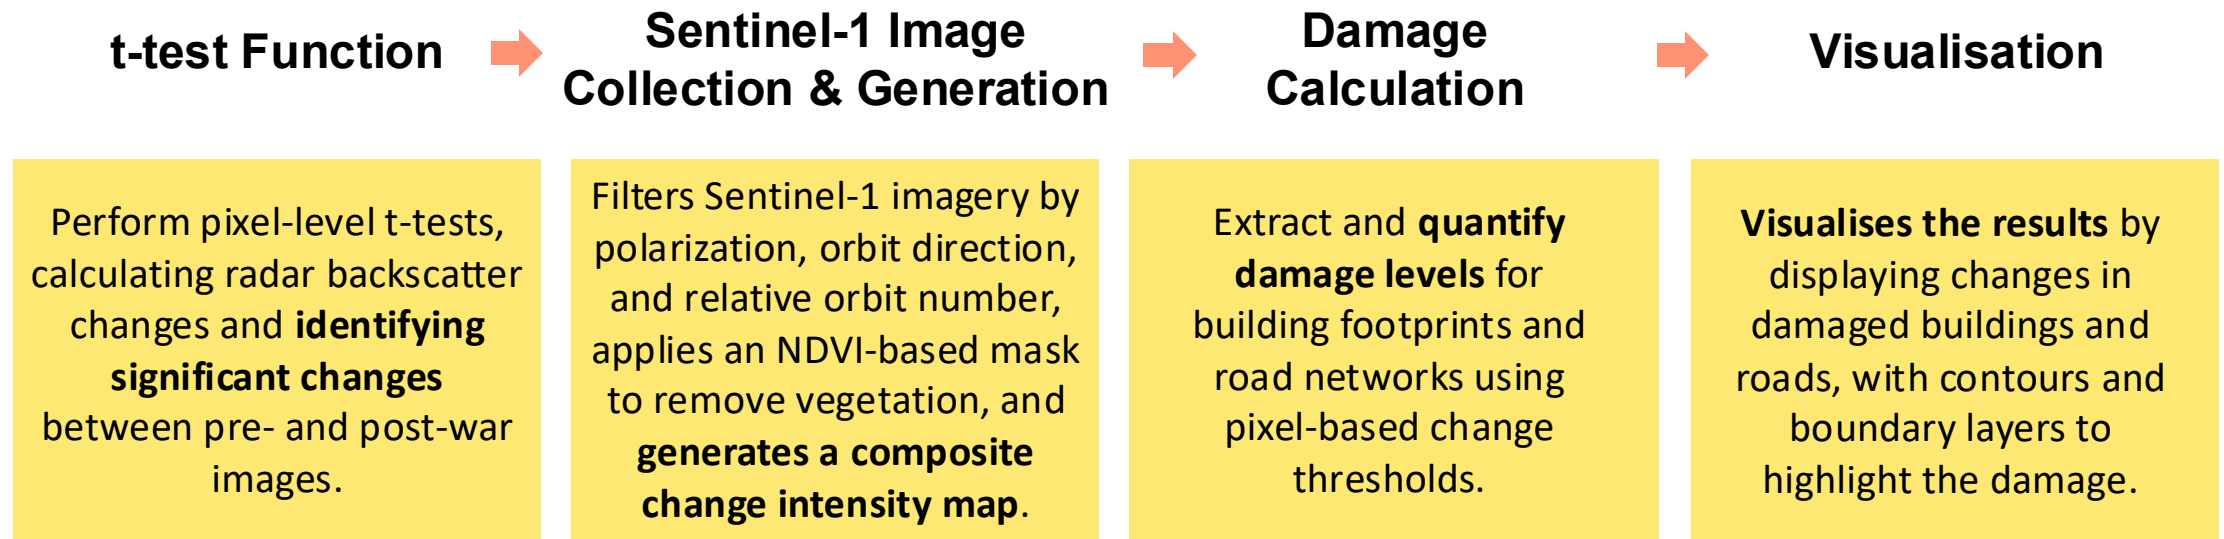 t-test Function
Sentinel-1 Image
Collection & Generation
Damage
Calculation
Visualisation
Perform pixel-level t-tests,
calculating radar backscatter
changes and identifying
significant changes
between pre- and post-war
images.
Filters Sentinel-1 imagery by
polarization, orbit direction,
and relative orbit number,
applies an NDVI-based mask
to remove vegetation, and
generates a composite
change intensity map.
Extract and quantify
damage levels for
building footprints and
road networks using
pixel-based change
thresholds.
Visualises the results by
displaying changes in
damaged buildings and
roads, with contours and
boundary layers to
highlight the damage.